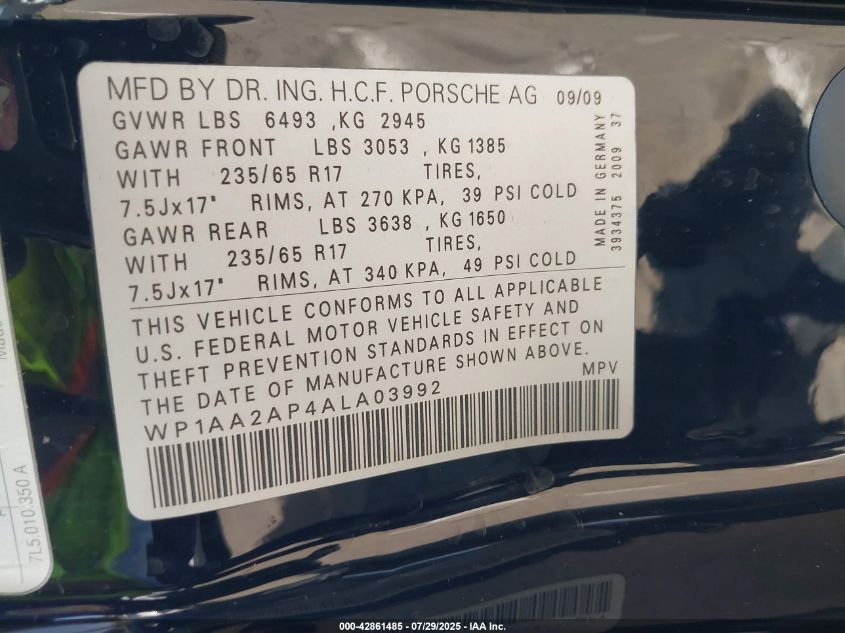 MFD BY DR. ING. H.C.F. PORSCHE AG 09/09
GVWR LBS 6493 ,KG 2945
GAWR FRONT LBS 3053 , KG 1385
WITH 235/65 R17 TIRES,
7.5Jx17" RIMS, AT 270 KPA, 39 PSI COLD
GAWR REAR LBS 3638 , KG 1650
WITH 235/65 R17 TIRES,
7.5Jx17" RIMS, AT 340 KPA, 49 PSI COLD
THIS VEHICLE CONFORMS TO ALL APPLICABLE
U.S. FEDERAL MOTOR VEHICLE SAFETY AND
THEFT PREVENTION STANDARDS IN EFFECT ON
THE DATE OF MANUFACTURE SHOWN ABOVE.
WP1AA2AP4ALA03992 MPV
MADE IN GERMANY
3934375 2009 37
7L5.010.350 A
000-42861485 - 07/29/2025 - IAA Inc.